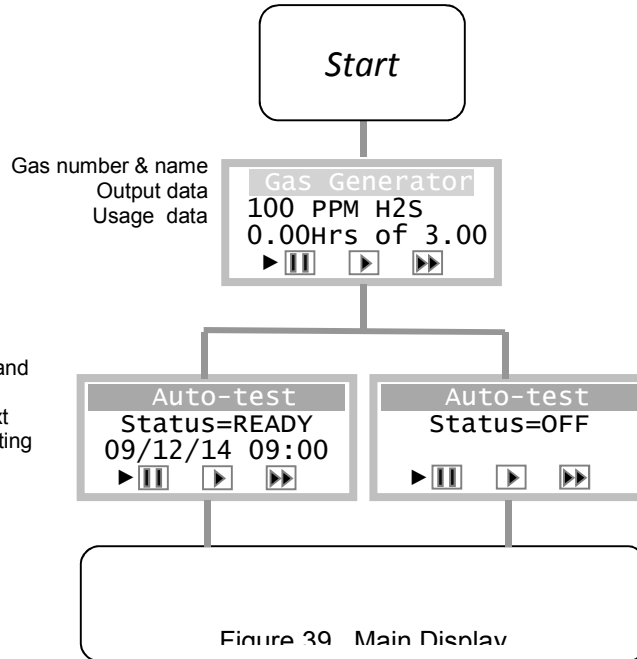 Start
Gas number & name
Output data
Usage data
Gas Generator
100 PPM H2S
0.00Hrs of 3.00
and
Auto-test
Status=READY
09/12/14 09:00
Auto-test
Status=OFF
Figure 39 Main Display